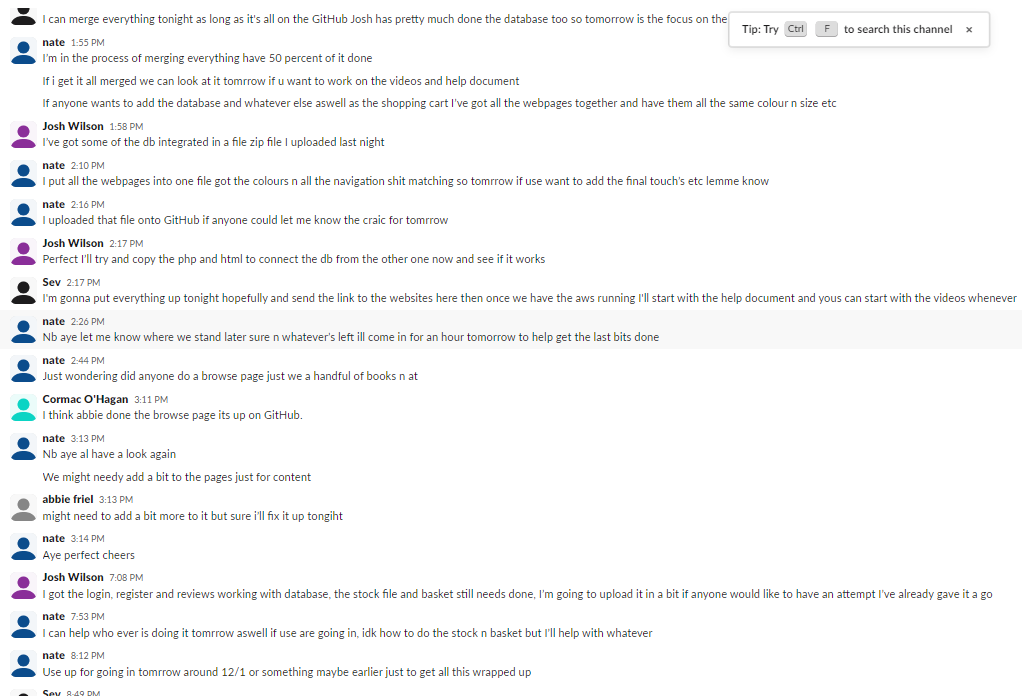 I can merge everything tonight as long as it's all on the GitHub Josh has pretty much done the database too so tomorrow is the focus on the
Tip: Try Ctrl F to search this channel ×
nate 1:55 PM
I'm in the process of merging everything have 50 percent of it done
If i get it all merged we can look at it tomrrow if u want to work on the videos and help document
If anyone wants to add the database and whatever else aswell as the shopping cart I've got all the webpages together and have them all the same colour n size etc
Josh Wilson 1:58 PM
I've got some of the db integrated in a file zip file I uploaded last night
nate 2:10 PM
I put all the webpages into one file got the colours n all the navigation shit matching so tomrrow if use want to add the final touch's etc lemme know
nate 2:16 PM
I uploaded that file onto GitHub if anyone could let me know the craic for tomrrow
Josh Wilson 2:17 PM
Perfect I'll try and copy the php and html to connect the db from the other one now and see if it works
Sev 2:17 PM
I'm gonna put everything up tonight hopefully and send the link to the websites here then once we have the aws running I'll start with the help document and yous can start with the videos whenever
nate 2:26 PM
Nb aye let me know where we stand later sure n whatever's left ill come in for an hour tomorrow to help get the last bits done
nate 2:44 PM
Just wondering did anyone do a browse page just we a handful of books n at
Cormac O'Hagan 3:11 PM
I think abbie done the browse page its up on GitHub.
nate 3:13 PM
Nb aye al have a look again
We might needy add a bit to the pages just for content
abbie friel 3:13 PM
might need to add a bit more to it but sure i'll fix it up tongiht
nate 3:14 PM
Aye perfect cheers
Josh Wilson 7:08 PM
I got the login, register and reviews working with database, the stock file and basket still needs done, I'm going to upload it in a bit if anyone would like to have an attempt I've already gave it a go
nate 7:53 PM
I can help who ever is doing it tomrrow aswell if use are going in, idk how to do the stock n basket but I'll help with whatever
nate 8:12 PM
Use up for going in tomrrow around 12/1 or something maybe earlier just to get all this wrapped up
Sev 8:49 PM